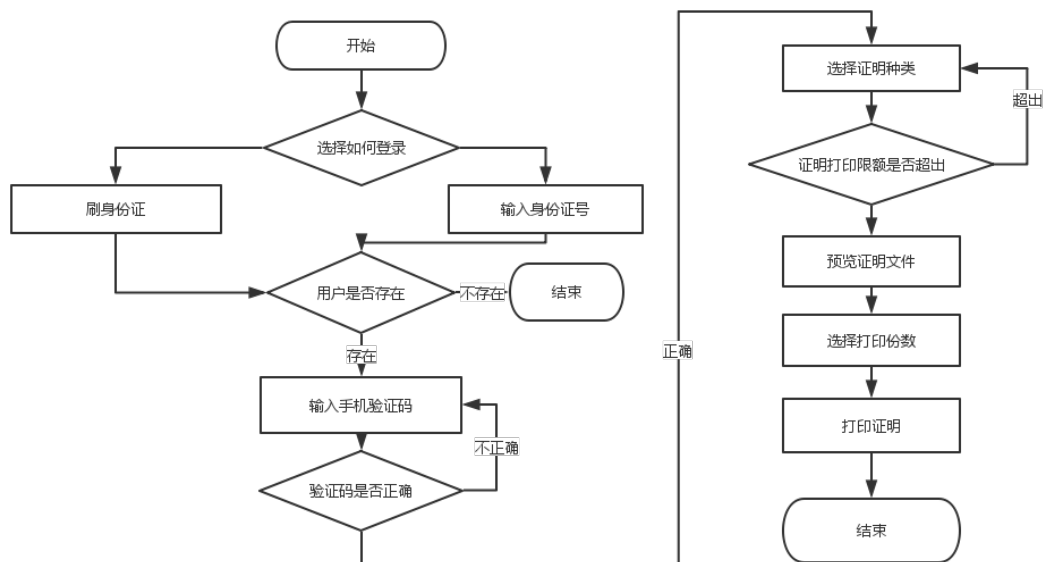 开始
选择如何登录
刷身份证
输入身份证号
用户是否存在
不存在
结束
存在
输入手机验证码
不正确
验证码是否正确
正确
选择证明种类
超出
证明打印限额是否超出
预览证明文件
选择打印份数
打印证明
结束